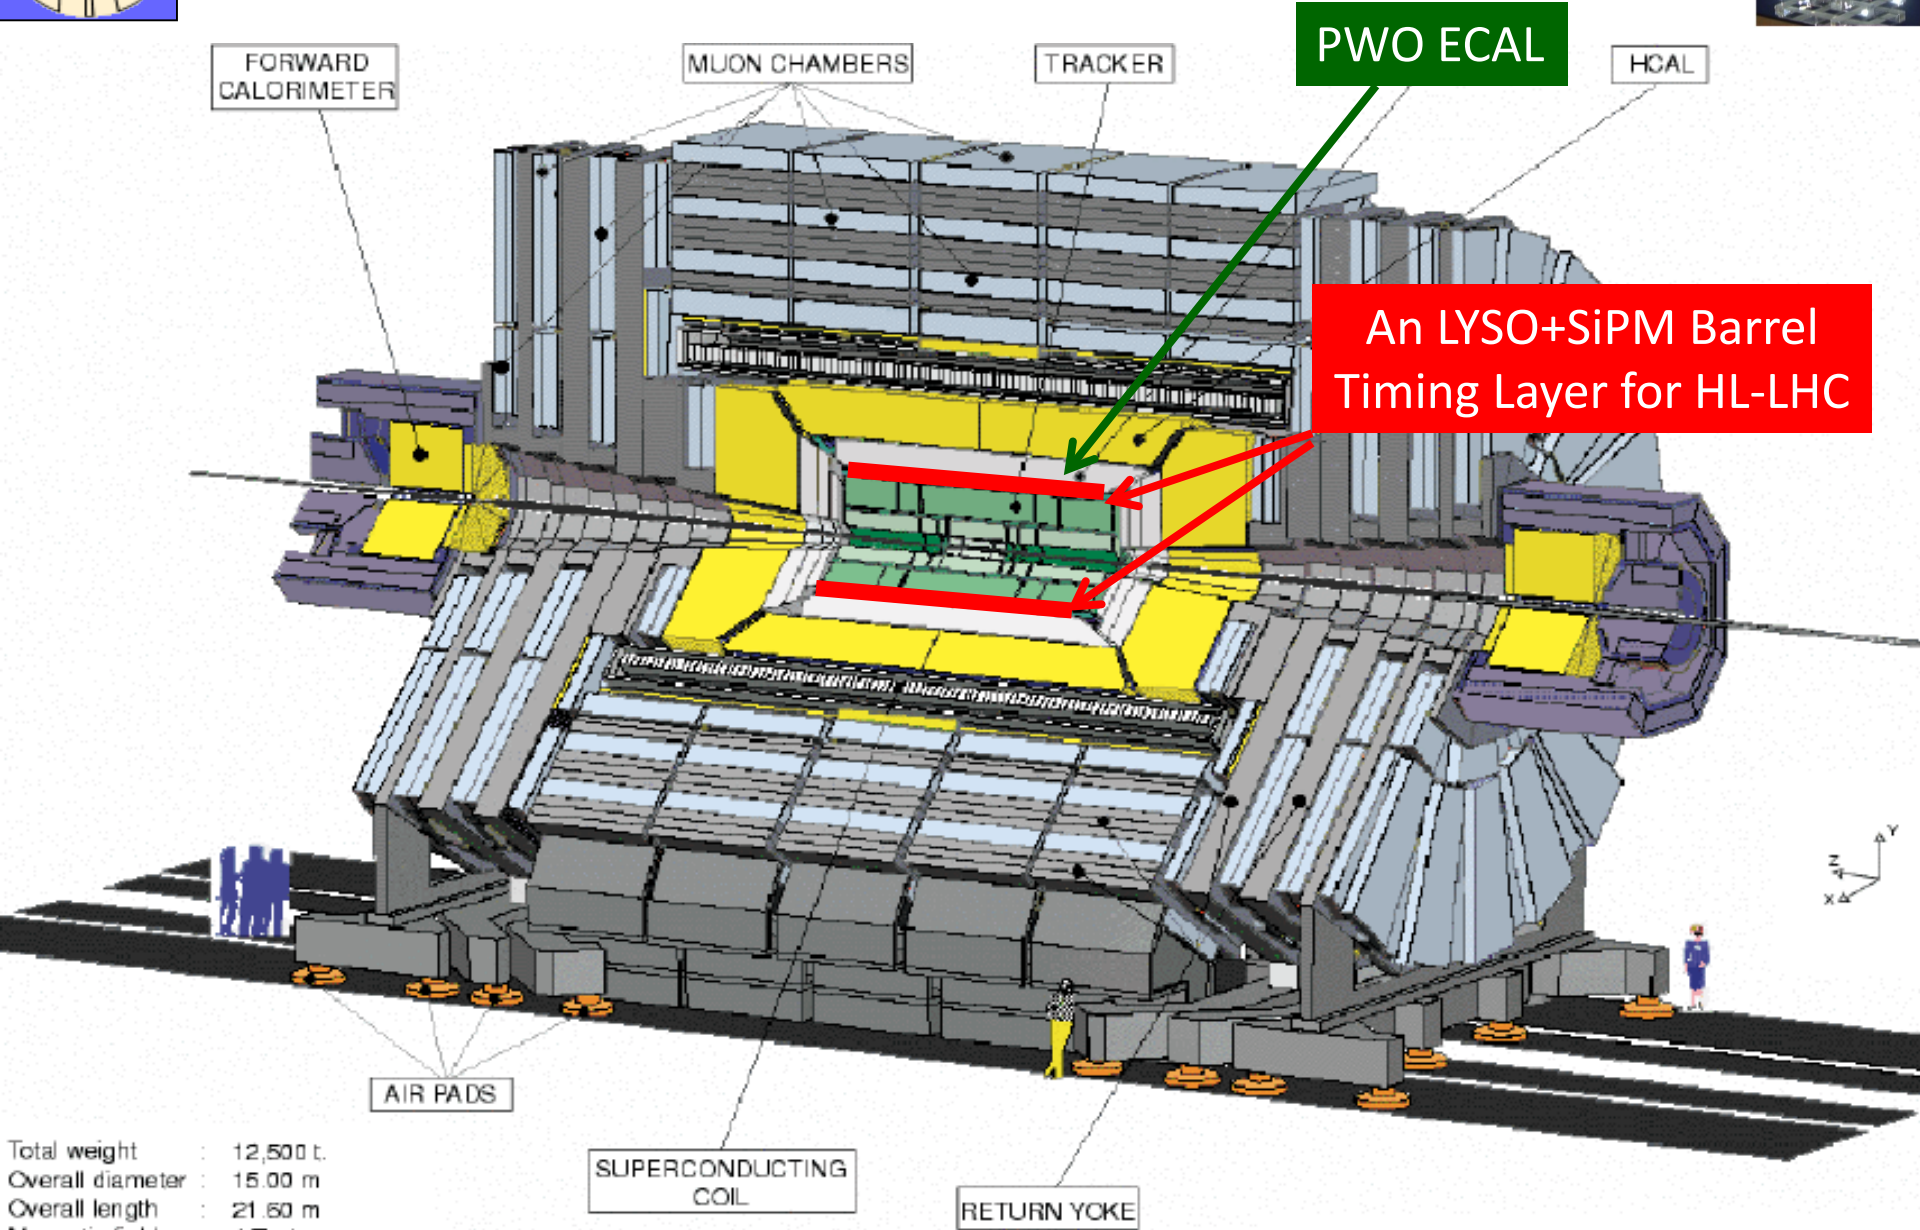 PWO ECAL
FORWARD
CALORIMETER
MUON CHAMBERS
TRACKER
HCAL
An LYSO+SiPM Barrel
Timing Layer for HL-LHC
Y
Z
X
AIR PADS
Total weight : 12,500 t.
Overall diameter : 15.00 m
Overall length : 21.60 m
SUPERCONDUCTING
COIL
RETURN YOKE